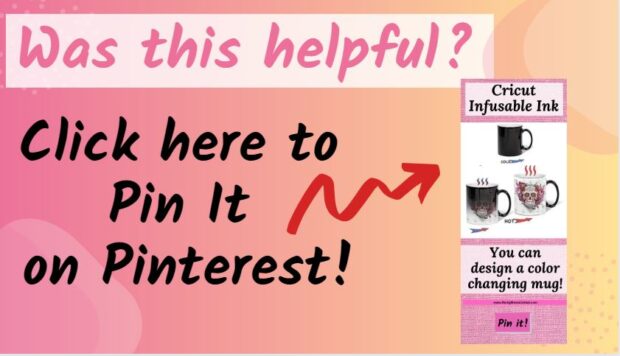 Was this helpful?
Click here to
Pin It
on Pinterest!
Cricut
Infusable Ink
COLD
HOT
You can
design a color
changing mug!
Pin it!